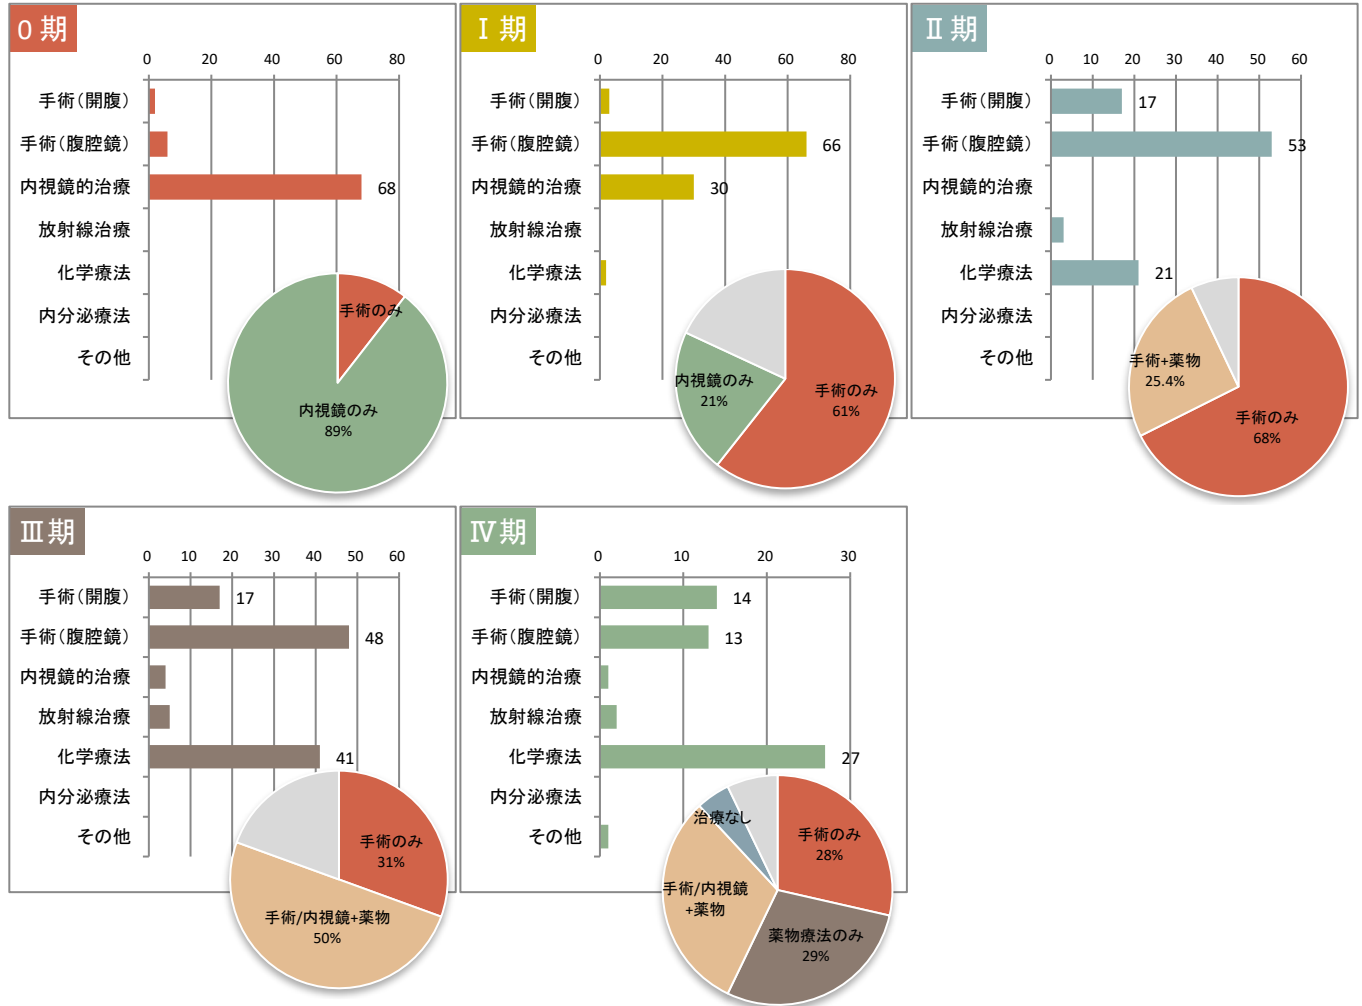 0期
0 20 40 60 80
手術(開腹)
手術(腹腔鏡)
内視鏡的治療 68
放射線治療
化学療法
内分泌療法
その他
手術のみ
内視鏡のみ
89%
Ⅰ期
0 20 40 60 80
手術(開腹)
手術(腹腔鏡) 66
内視鏡的治療 30
放射線治療
化学療法
内分泌療法
その他
内視鏡のみ
21%
手術のみ
61%
Ⅱ期
0 10 20 30 40 50 60
手術(開腹) 17
手術(腹腔鏡) 53
内視鏡的治療
放射線治療
化学療法 21
内分泌療法
その他
手術+薬物
25.4%
手術のみ
68%
Ⅲ期
0 10 20 30 40 50 60
手術(開腹) 17
手術(腹腔鏡) 48
内視鏡的治療
放射線治療
化学療法 41
内分泌療法
その他
手術のみ
31%
手術/内視鏡+薬物
50%
Ⅳ期
0 10 20 30
手術(開腹) 14
手術(腹腔鏡) 13
内視鏡的治療
放射線治療
化学療法 27
内分泌療法
その他
治療なし
手術のみ
28%
手術/内視鏡
+薬物
薬物療法のみ
29%